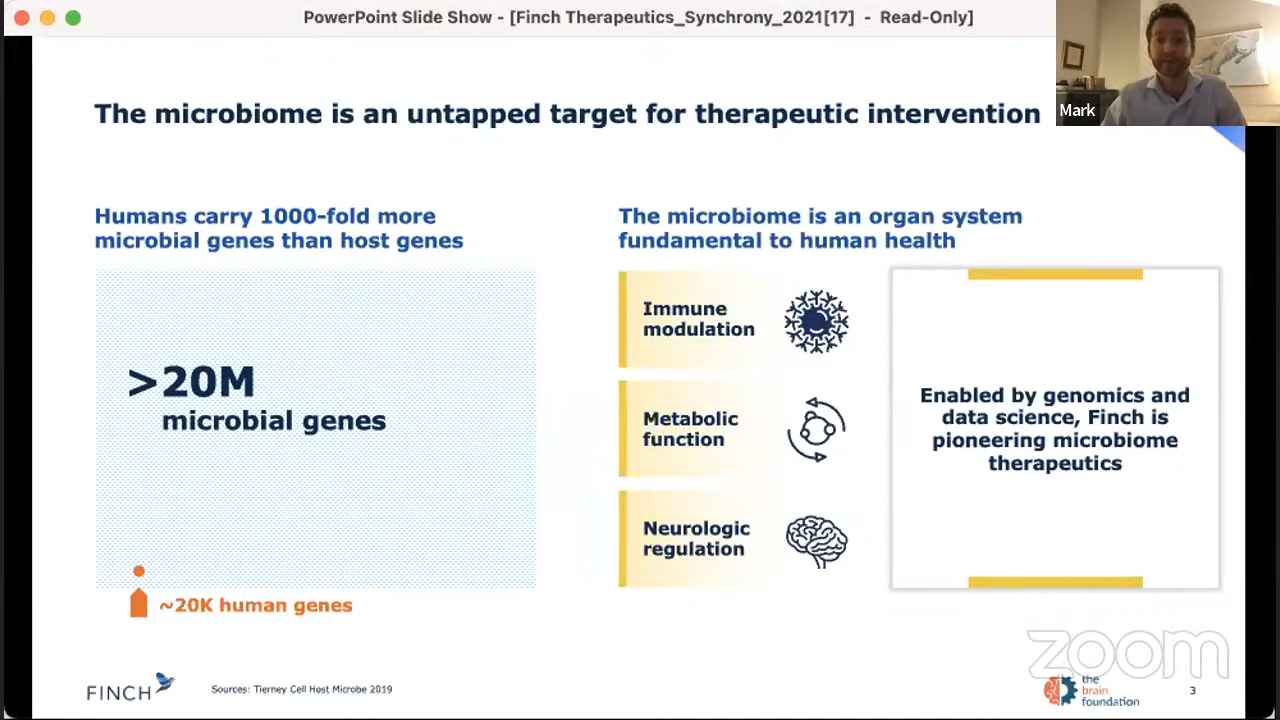 PowerPoint Slide Show - [Finch Therapeutics_Synchrony_2021[17] - Read-Only]
Mark
The microbiome is an untapped target for therapeutic intervention
Humans carry 1000-fold more
microbial genes than host genes
>20M
microbial genes
~20K human genes
The microbiome is an organ system
fundamental to human health
Immune
modulation
Metabolic
function
Neurologic
regulation
Enabled by genomics and
data science, Finch is
pioneering microbiome
therapeutics
zoom
FINCH
Sources: Tierney Cell Host Microbe 2019
the
brain
foundation
3